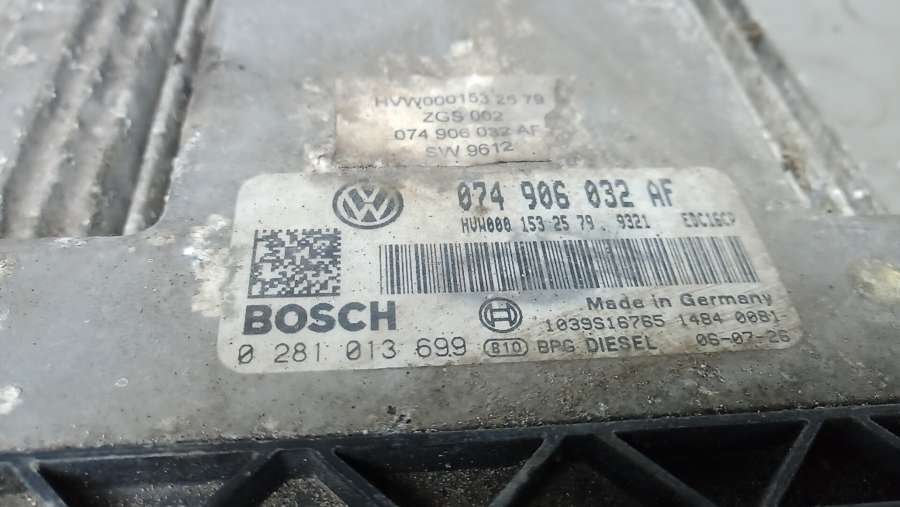 HVW000153 25 79
ZGS 002
074 906 032 AF
SW 9612
074 906 032 AF
HVW000 153 25 79 . 9321 EDC16CP
BOSCH
Made in Germany
1039S16765 1484 0081
0 281 013 699 B10 BPG DIESEL 06-07-26